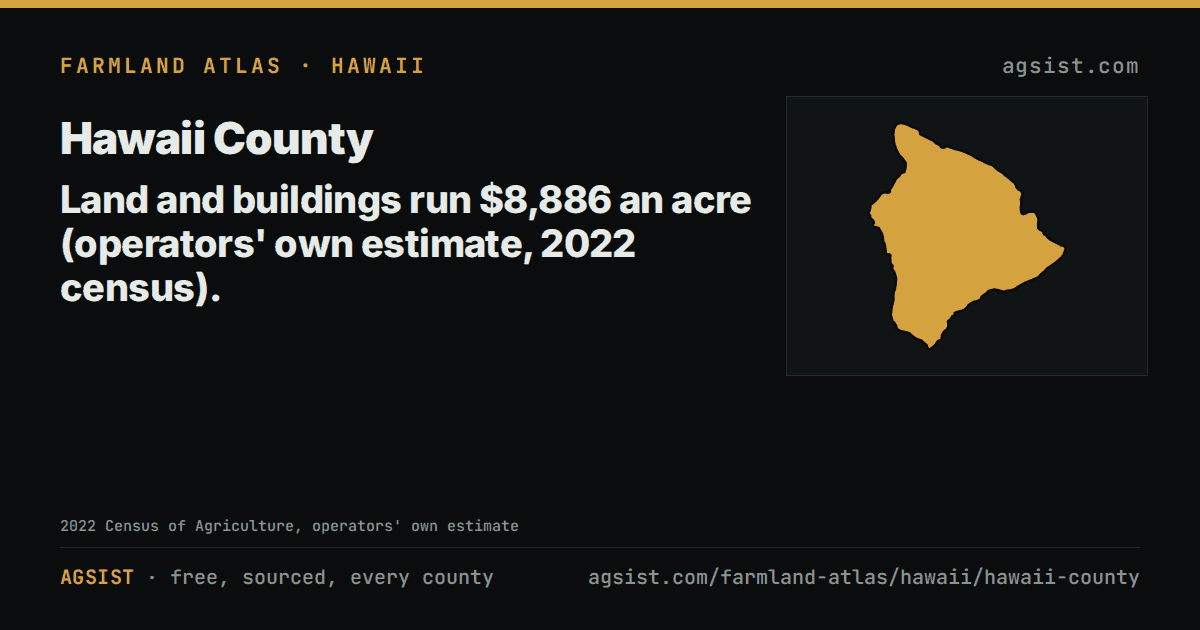 FARMLAND ATLAS · HAWAII
agsist.com
Hawaii County
Land and buildings run $8,886 an acre
(operators' own estimate, 2022
census).
2022 Census of Agriculture, operators' own estimate
AGSIST · free, sourced, every county
agsist.com/farmland-atlas/hawaii/hawaii-county